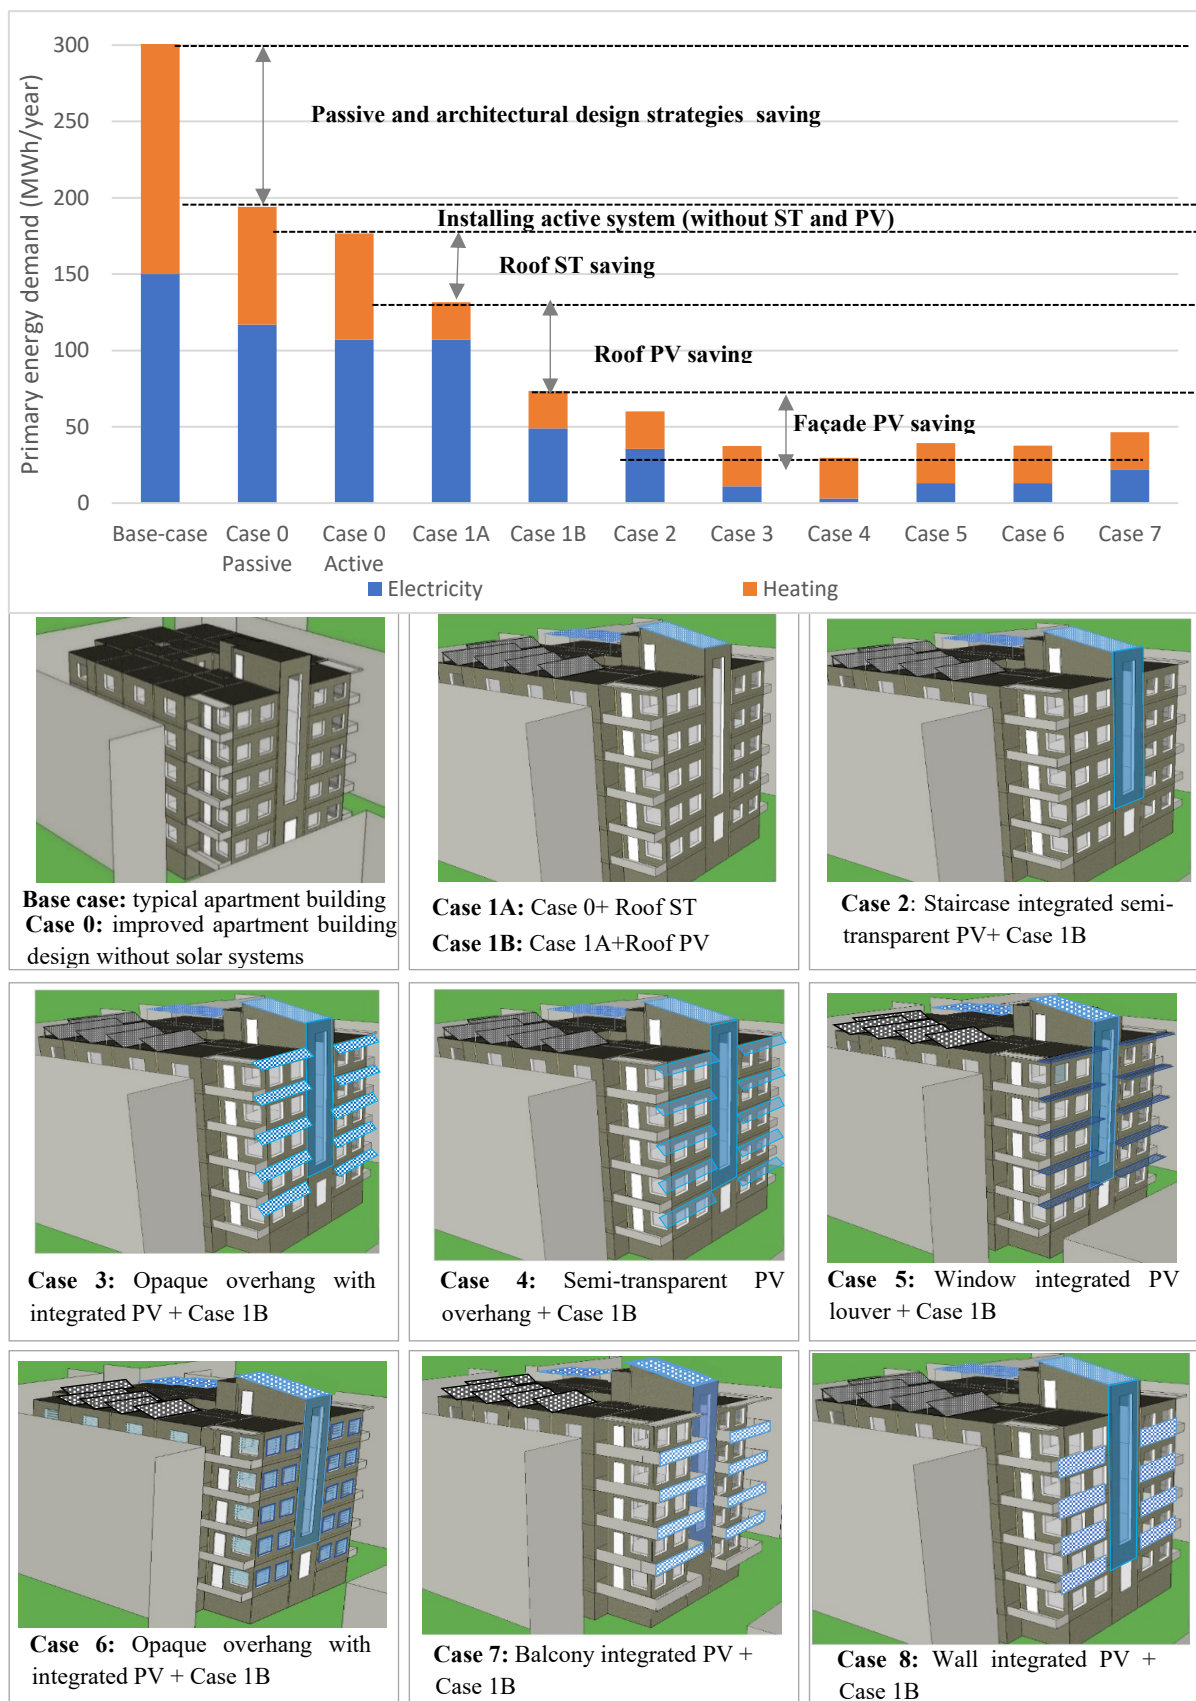 Primary energy demand (MWh/year)
300
250
200
150
100
50
0
Passive and architectural design strategies saving
Installing active system (without ST and PV)
Roof ST saving
Roof PV saving
Façade PV saving
Base-case Case 0 Case 0 Case 1A Case 1B Case 2 Case 3 Case 4 Case 5 Case 6 Case 7
Passive Active
Electricity Heating
Base case: typical apartment building
Case 0: improved apartment building
design without solar systems
Case 1A: Case 0+ Roof ST
Case 1B: Case 1A+Roof PV
Case 2: Staircase integrated semi-
transparent PV+ Case 1B
Case 3: Opaque overhang with
integrated PV + Case 1B
Case 4: Semi-transparent PV
overhang + Case 1B
Case 5: Window integrated PV
louver + Case 1B
Case 6: Opaque overhang with
integrated PV + Case 1B
Case 7: Balcony integrated PV +
Case 1B
Case 8: Wall integrated PV +
Case 1B